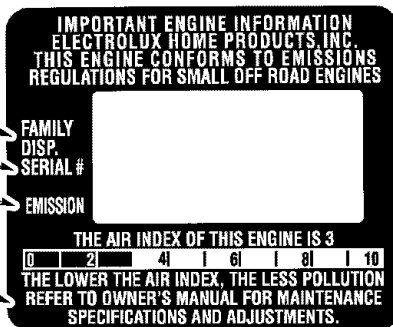 IMPORTANT ENGINE INFORMATION
ELECTROLUX HOME PRODUCTS, INC.
THIS ENGINE CONFORMS TO EMISSIONS
REGULATIONS FOR SMALL OFF ROAD ENGINES
FAMILY
DISP.
SERIAL #
EMISSION
THE AIR INDEX OF THIS ENGINE IS 3
0 2 4 6 8 10
THE LOWER THE AIR INDEX, THE LESS POLLUTION
REFER TO OWNER'S MANUAL FOR MAINTENANCE
SPECIFICATIONS AND ADJUSTMENTS.